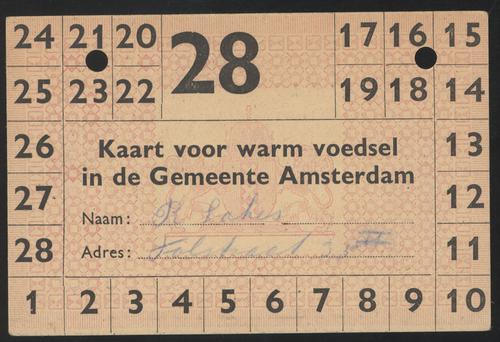 24 21 20 28 17 16 15
25 23 22 19 18 14
26 Kaart voor warm voedsel 13
in de Gemeente Amsterdam
27 Naam: 12
28 Adres: 11
1 2 3 4 5 6 7 8 9 10